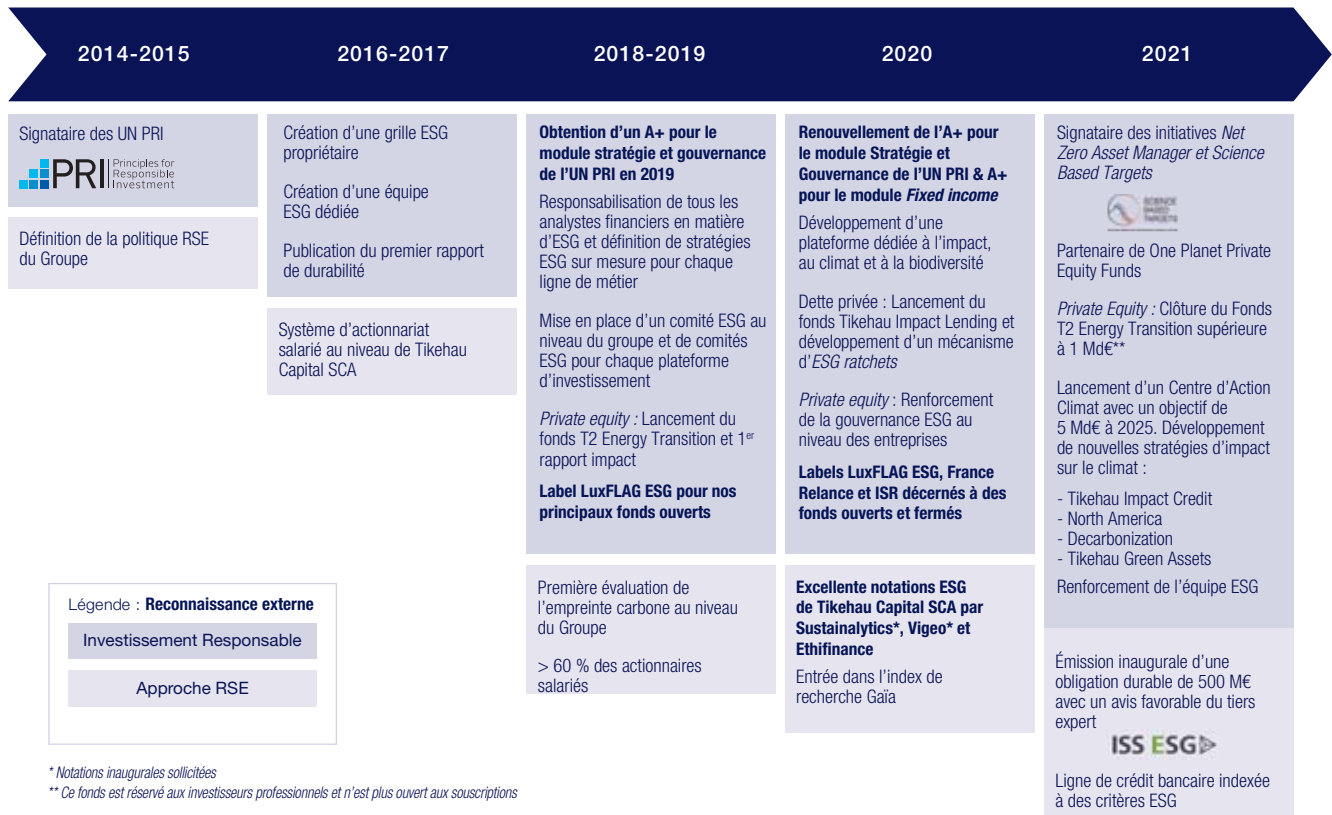 2014-2015
2016-2017
2018-2019
2020
2021
Signataire des UN PRI
PRI
Principles for
Responsible
Investment
Définition de la politique RSE
du Groupe
Création d'une grille ESG
propriétaire
Création d'une équipe
ESG dédiée
Publication du premier rapport
de durabilité
Système d'actionnariat
salarié au niveau de Tikehau
Capital SCA
Obtention d'un A+ pour le
module stratégie et gouvernance
de l'UN PRI en 2019
Responsabilisation de tous les
analystes financiers en matière
d'ESG et définition de stratégies
ESG sur mesure pour chaque
ligne de métier
Mise en place d'un comité ESG au
niveau du groupe et de comités
ESG pour chaque plateforme
d'investissement
Private equity : Lancement du
fonds T2 Energy Transition et 1er
rapport impact
Label LuxFLAG ESG pour nos
principaux fonds ouverts
Première évaluation de
l'empreinte carbone au niveau
du Groupe
> 60 % des actionnaires
salariés
Renouvellement de l'A+ pour
le module Stratégie et
Gouvernance de l'UN PRI & A+
pour le module Fixed income
Développement d'une
plateforme dédiée à l'impact,
au climat et à la biodiversité
Dette privée : Lancement du
fonds Tikehau Impact Lending et
développement d'un mécanisme
d'ESG ratchets
Private equity : Renforcement
de la gouvernance ESG au
niveau des entreprises
Labels LuxFLAG ESG, France
Relance et ISR décernés à des
fonds ouverts et fermés
Excellente notations ESG
de Tikehau Capital SCA par
Sustainalytics*, Vigeo* et
Ethifinance
Entrée dans l'index de
recherche Gaïa
Signataire des initiatives Net
Zero Asset Manager et Science
Based Targets
SCIENCE
BASED
TARGETS
Partenaire de One Planet Private
Equity Funds
Private Equity : Clôture du Fonds
T2 Energy Transition supérieure
à 1 Md€**
Lancement d'un Centre d'Action
Climat avec un objectif de
5 Md€ à 2025. Développement
de nouvelles stratégies d'impact
sur le climat :
- Tikehau Impact Credit
- North America
- Decarbonization
- Tikehau Green Assets
Renforcement de l'équipe ESG
Émission inaugurale d'une
obligation durable de 500 M€
avec un avis favorable du tiers
expert
ISS ESG
Ligne de crédit bancaire indexée
à des critères ESG
Légende : Reconnaissance externe
Investissement Responsable
Approche RSE
* Notations inaugurales sollicitées
** Ce fonds est réservé aux investisseurs professionnels et n'est plus ouvert aux souscriptions